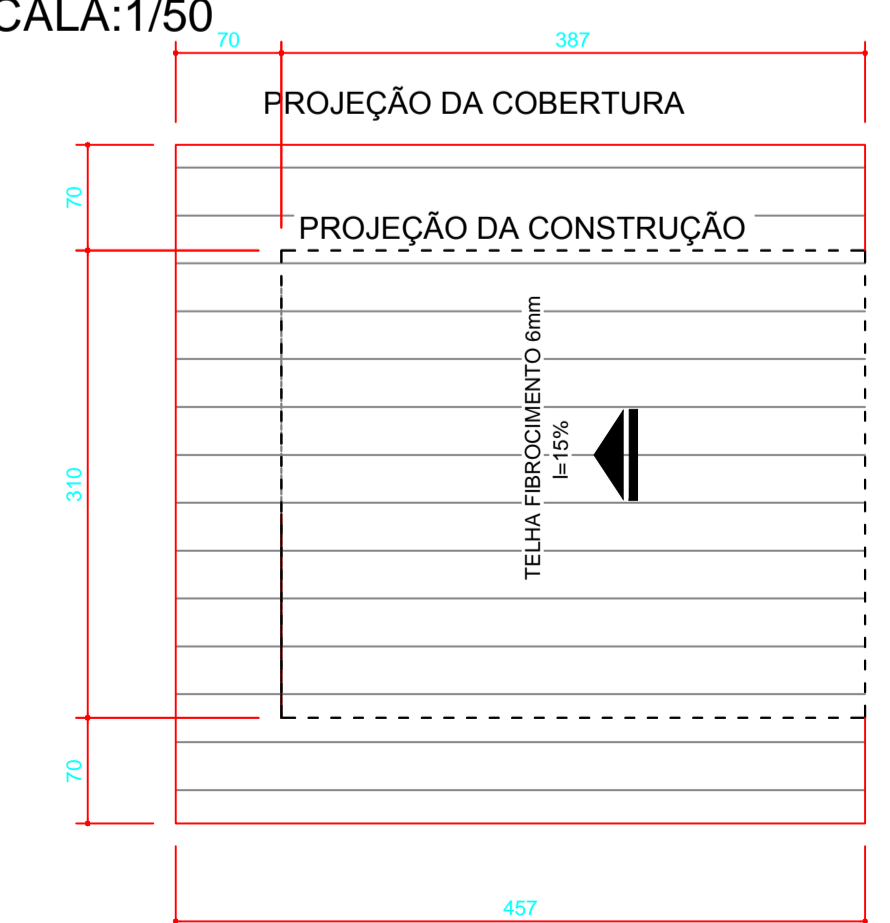 CALA:1/50
70
387
PROJEÇÃO DA COBERTURA
70
PROJEÇÃO DA CONSTRUÇÃO
TELHA FIBROCIMENTO 6mm
I=15%
310
70
457